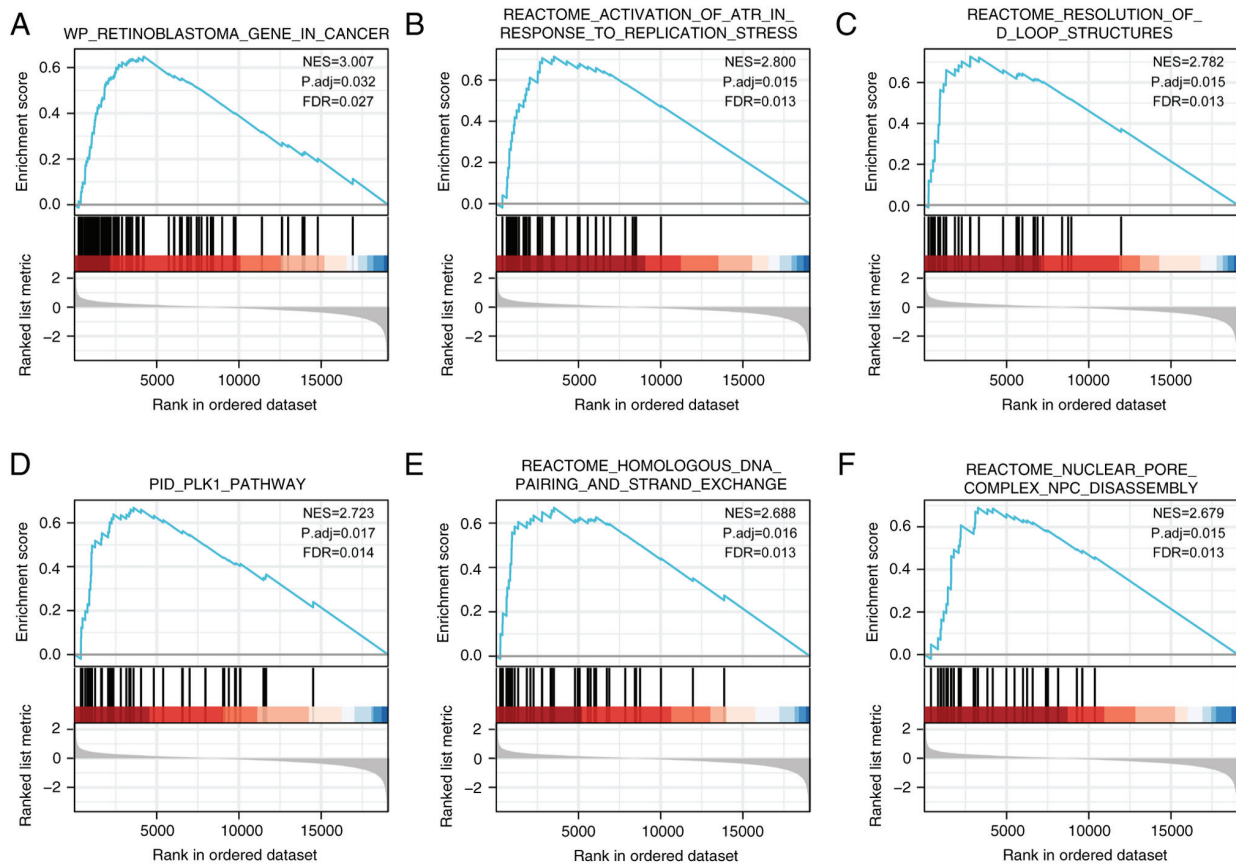 A
WP_RETINOBLASTOMA_GENE_IN_CANCER
NES=3.007
P.adj=0.032
FDR=0.027
Enrichment score
0.6
0.4
0.2
0.0
Ranked list metric
2
0
−2
5000 10000 15000
Rank in ordered dataset
B
REACTOME_ACTIVATION_OF_ATR_IN_
RESPONSE_TO_REPLICATION_STRESS
NES=2.800
P.adj=0.015
FDR=0.013
Enrichment score
0.6
0.4
0.2
0.0
Ranked list metric
2
0
−2
5000 10000 15000
Rank in ordered dataset
C
REACTOME_RESOLUTION_OF_
D_LOOP_STRUCTURES
NES=2.782
P.adj=0.015
FDR=0.013
Enrichment score
0.6
0.4
0.2
0.0
Ranked list metric
2
0
−2
5000 10000 15000
Rank in ordered dataset
D
PID_PLK1_PATHWAY
NES=2.723
P.adj=0.017
FDR=0.014
Enrichment score
0.6
0.4
0.2
0.0
Ranked list metric
2
0
−2
5000 10000 15000
Rank in ordered dataset
E
REACTOME_HOMOLOGOUS_DNA_
PAIRING_AND_STRAND_EXCHANGE
NES=2.688
P.adj=0.016
FDR=0.013
Enrichment score
0.6
0.4
0.2
0.0
Ranked list metric
2
0
−2
5000 10000 15000
Rank in ordered dataset
F
REACTOME_NUCLEAR_PORE_
COMPLEX_NPC_DISASSEMBLY
NES=2.679
P.adj=0.015
FDR=0.013
Enrichment score
0.6
0.4
0.2
0.0
Ranked list metric
2
0
−2
5000 10000 15000
Rank in ordered dataset